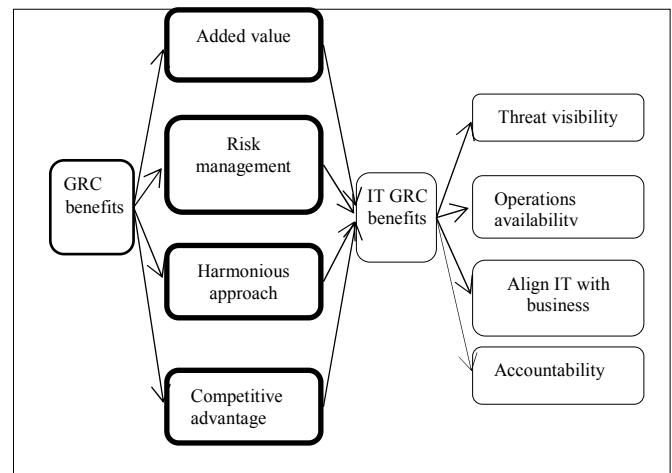 GRC
benefits
Added value
Risk
management
Harmonious
approach
Competitive
advantage
IT GRC
benefits
Threat visibility
Operations
availability
Align IT with
business
Accountability